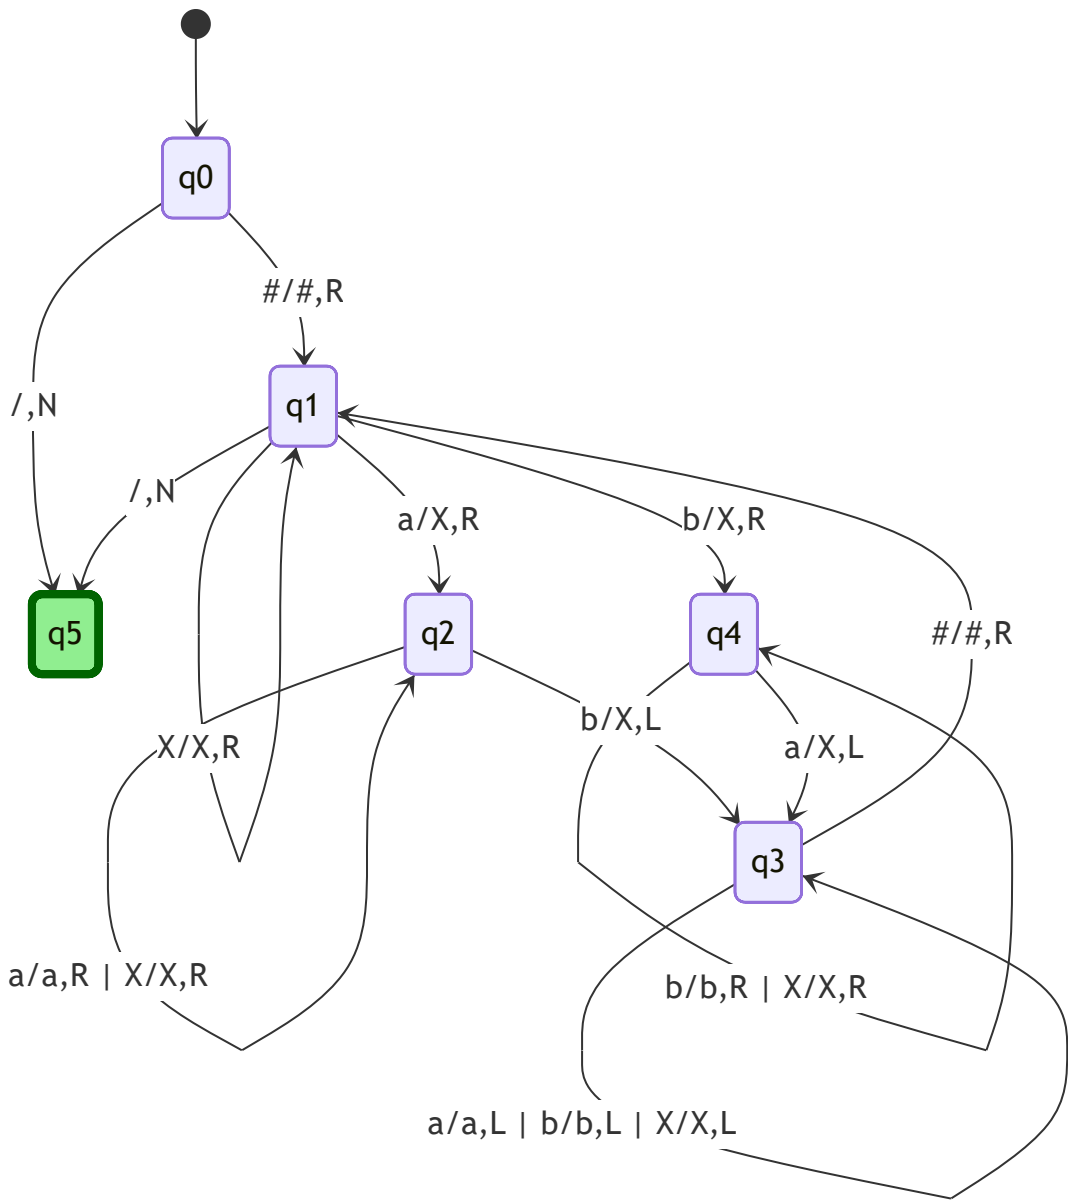 q0
#/#,R
/,N
q1
/,N
a/X,R
b/X,R
q5
q2
q4
#/#,R
X/X,R
b/X,L
a/X,L
q3
a/a,R | X/X,R
b/b,R | X/X,R
a/a,L | b/b,L | X/X,L